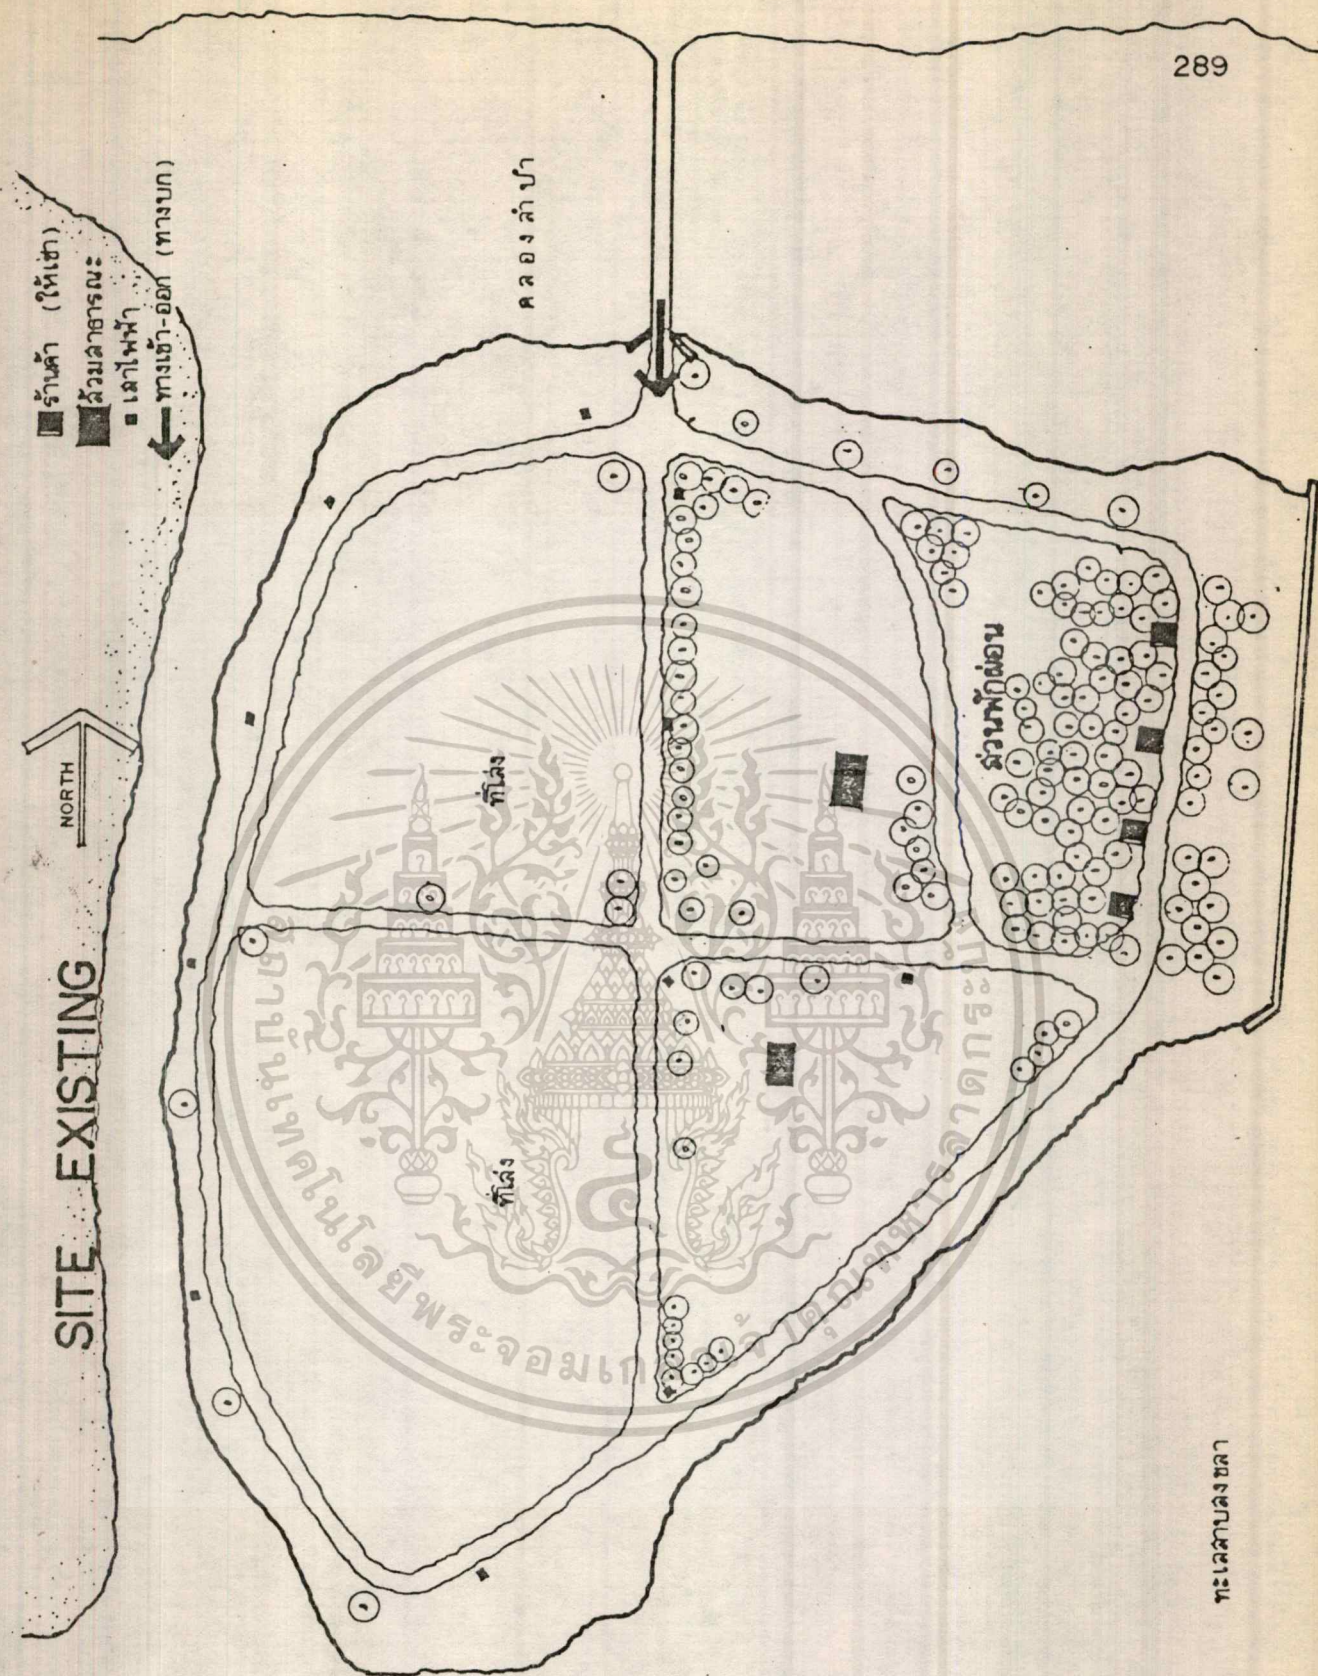 289
SITE EXISTING
NORTH
ร้านค้า (ให้เช่า)
ส้วมสาธารณะ
เสาไฟฟ้า
ทางเข้า-ออก (ทางบก)
คลองลำปำ
ที่โล่ง
ที่โล่ง
สวนพักผ่อน
ทะเลสาบสงขลา